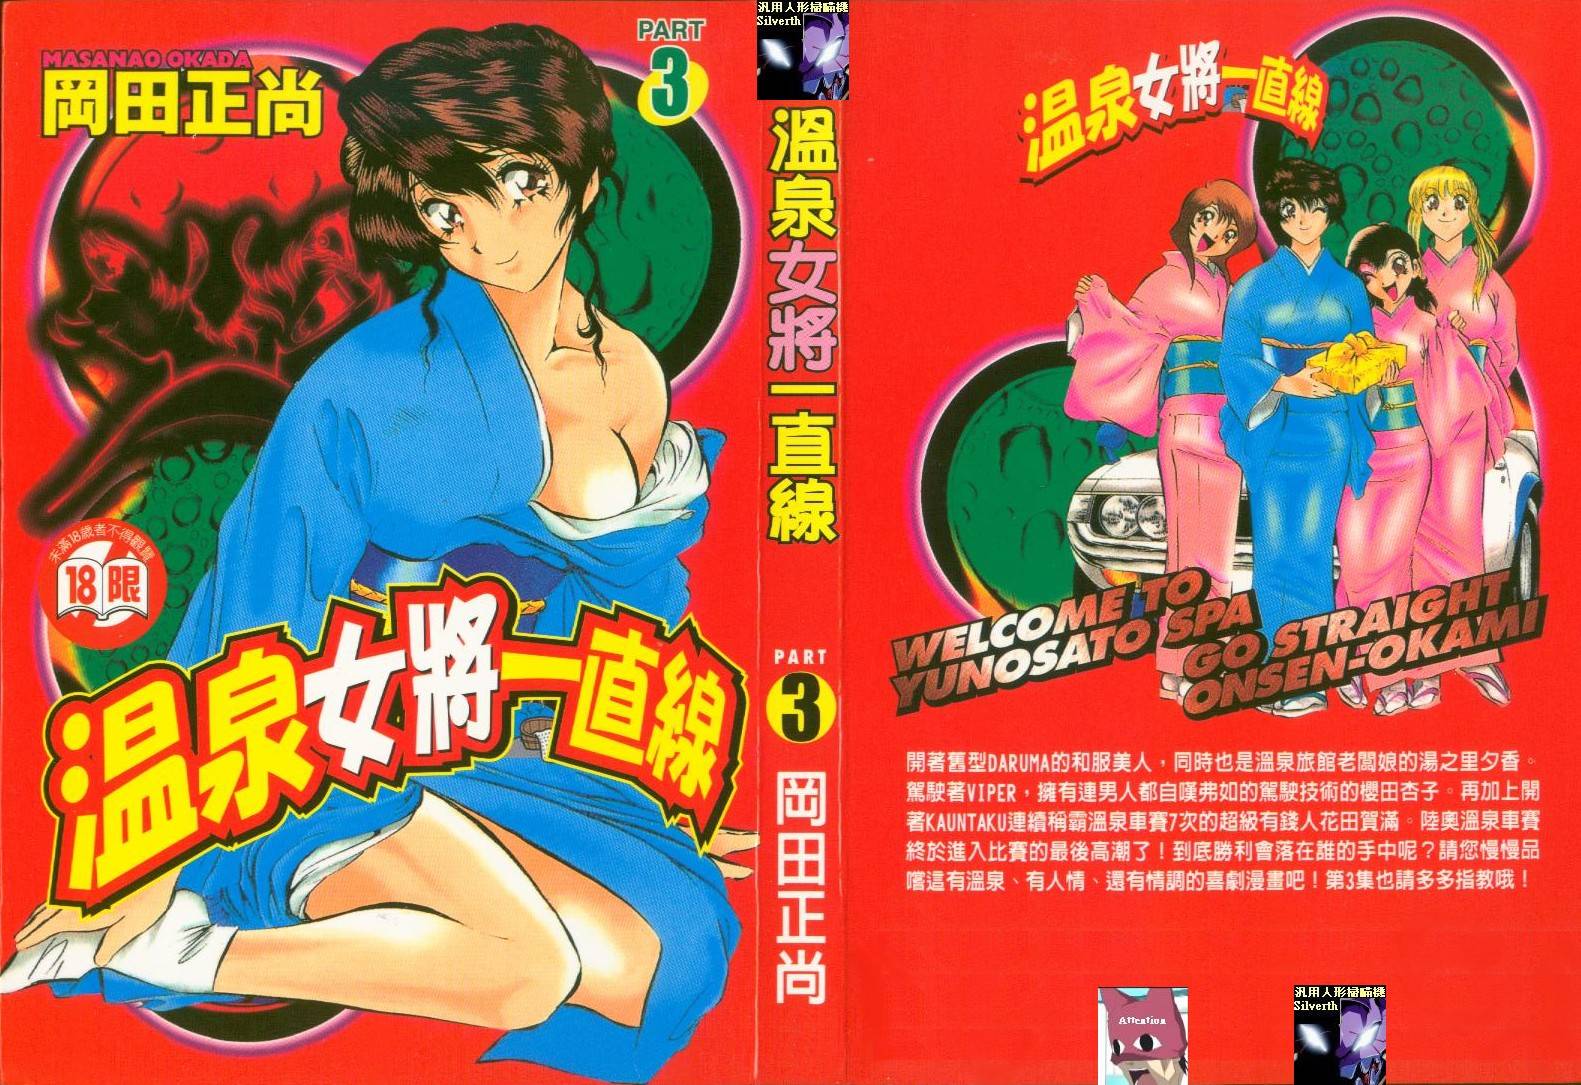 MASANAO OKADA
岡田正尚
PART
3
未滿18歲者不得觀覽
18限
溫泉女將一直線
汎用人形掃瞄機
Silverth
溫泉女將一直線
PART
3
岡田正尚
溫泉女將一直線
WELCOME TO
YUNOSATO SPA
GO STRAIGHT
ONSEN-OKAMI
開著舊型DARUMA的和服美人，同時也是溫泉旅館老闆娘的湯之里夕香。
駕駛著VIPER，擁有連男人都自嘆弗如的駕駛技術的櫻田杏子。再加上開
著KAUNTAKU連續稱霸溫泉車賽7次的超級有錢人花田賀滿。陸奧溫泉車賽
終於進入比賽的最後高潮了！到底勝利會落在誰的手中呢？請您慢慢品
嚐這有溫泉、有人情、還有情調的喜劇漫畫吧！第3集也請多多指教哦！
Attention
汎用人形掃瞄機
Silverth